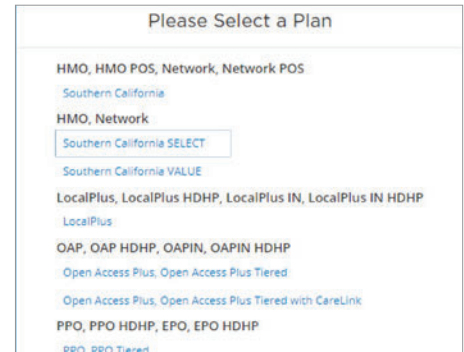 Please Select a Plan
HMO, HMO POS, Network, Network POS
Southern California
HMO, Network
Southern California SELECT
Southern California VALUE
LocalPlus, LocalPlus HDHP, LocalPlus IN, LocalPlus IN HDHP
LocalPlus
OAP, OAP HDHP, OAPIN, OAPIN HDHP
Open Access Plus, Open Access Plus Tiered
Open Access Plus, Open Access Plus Tiered with CareLink
PPO, PPO HDHP, EPO, EPO HDHP
PPO, PPO Tiered